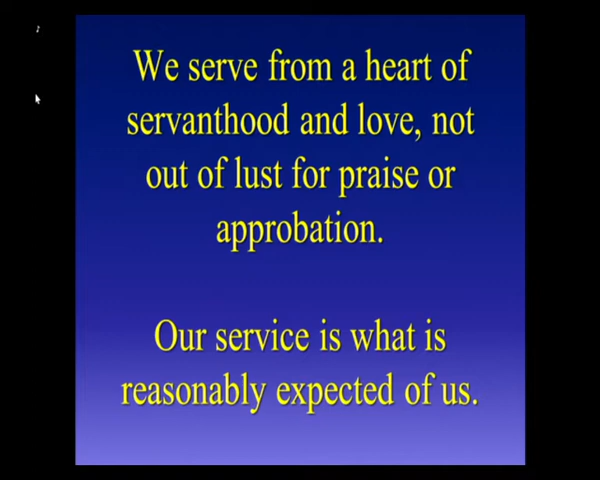 We serve from a heart of
servanthood and love, not
out of lust for praise or
approbation.
Our service is what is
reasonably expected of us.